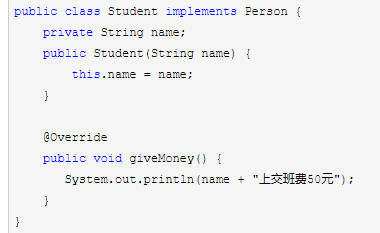 public class Student implements Person {
    private String name;
    public Student(String name) {
        this.name = name;
    }

    @Override
    public void giveMoney() {
       System.out.println(name + "上交班费50元");
    }
}